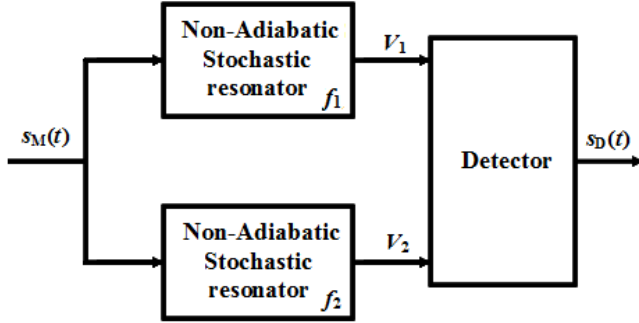 Non-Adiabatic
Stochastic
resonator
f1
V1
sM(t)
Detector
sD(t)
Non-Adiabatic
Stochastic
resonator
f2
V2